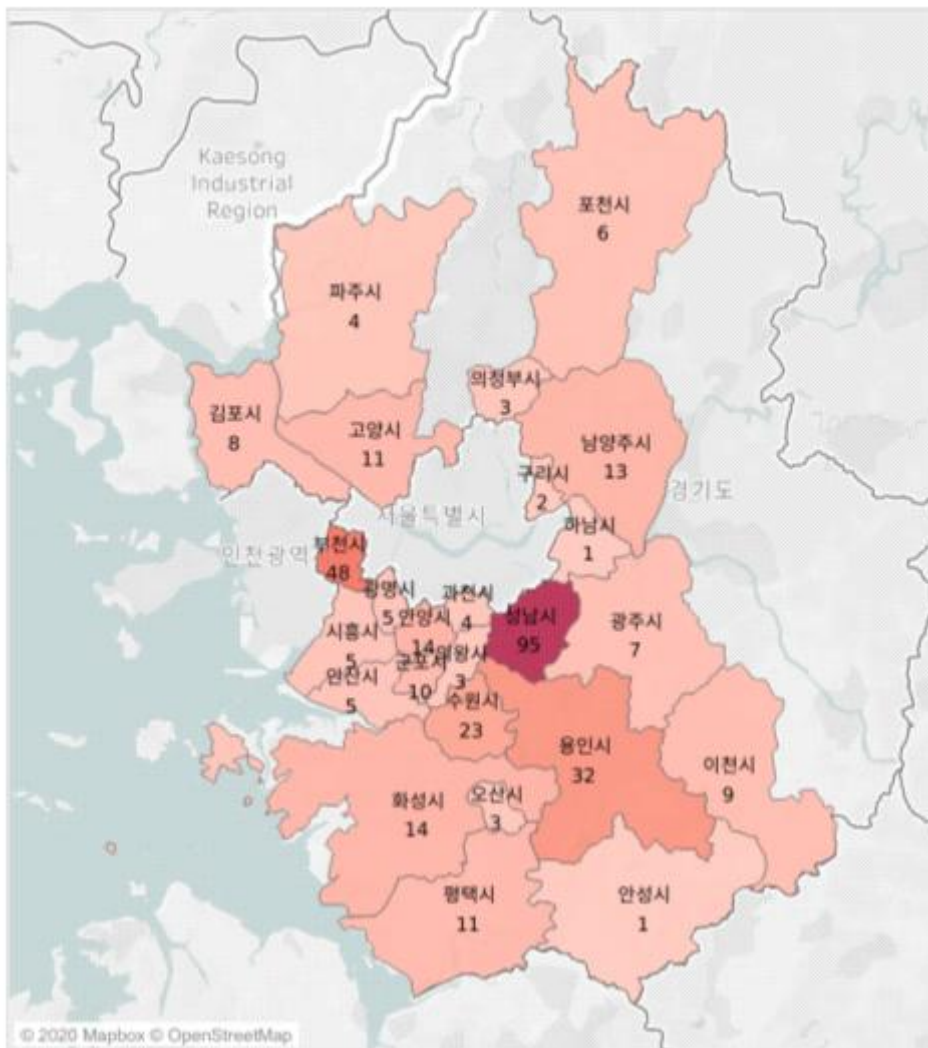 Kaesong
Industrial
Region
포천시
6
파주시
4
의정부시
3
김포시
8
고양시
11
남양주시
13
구리시
2
경기도
서울특별시
하남시
1
인천광역
부천시
48
광명시
5
안양시
14
과천시
4
성남시
95
광주시
7
시흥시
5
군포시
10
의왕시
3
안산시
5
수원시
23
용인시
32
이천시
9
화성시
14
오산시
3
평택시
11
안성시
1
© 2020 Mapbox © OpenStreetMap